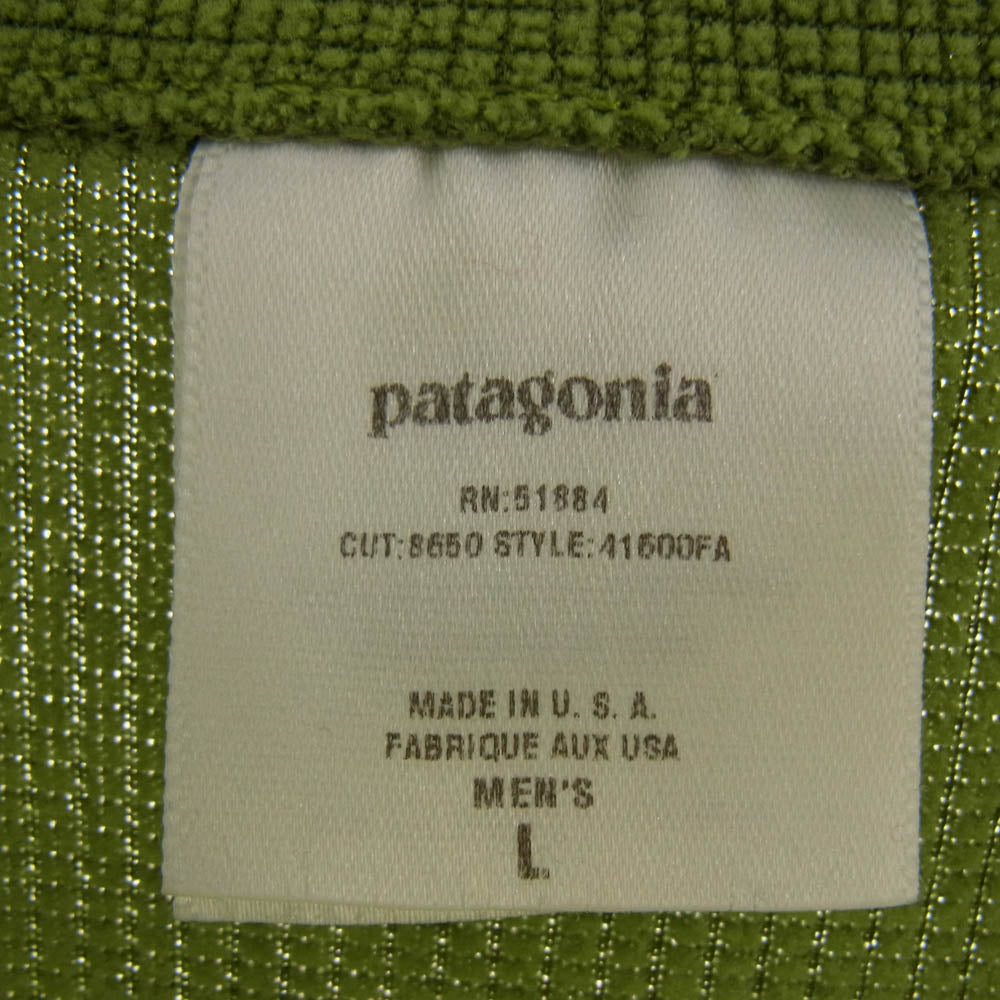 patagonia
RN:51884
CUT:8650 STYLE:41600FA
MADE IN U. S. A.
FABRIQUE AUX USA
MEN'S
L